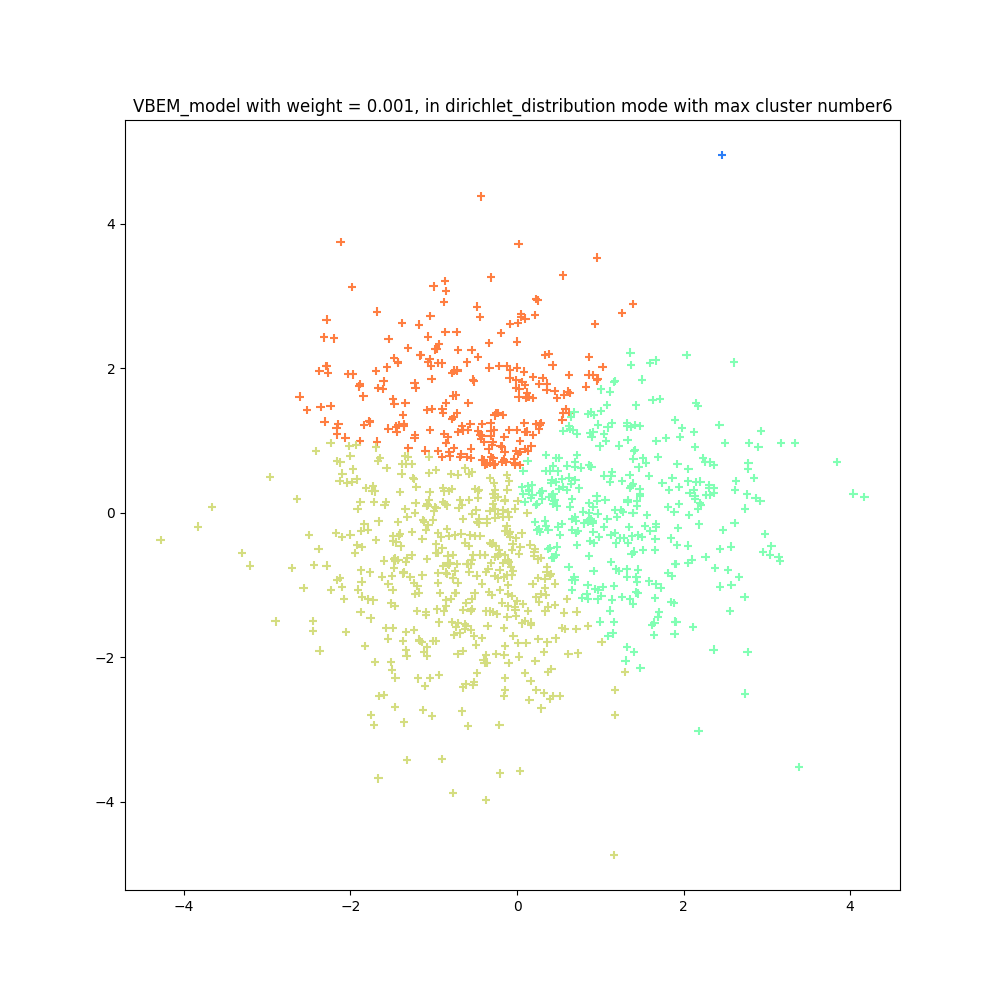 VBEM_model with weight = 0.001, in dirichlet_distribution mode with max cluster number6
4
2
0
−2
−4
−4 −2 0 2 4